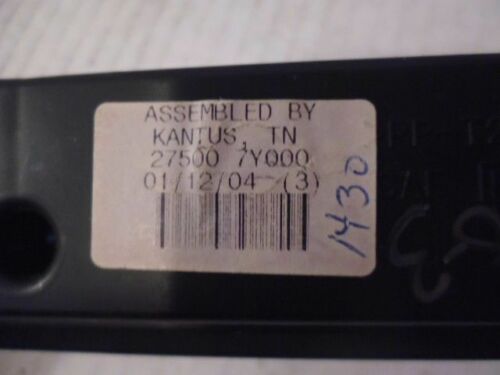 ASSEMBLED BY
KANTUS, TN
27500 7Y000
01/12/04 (3)
1430